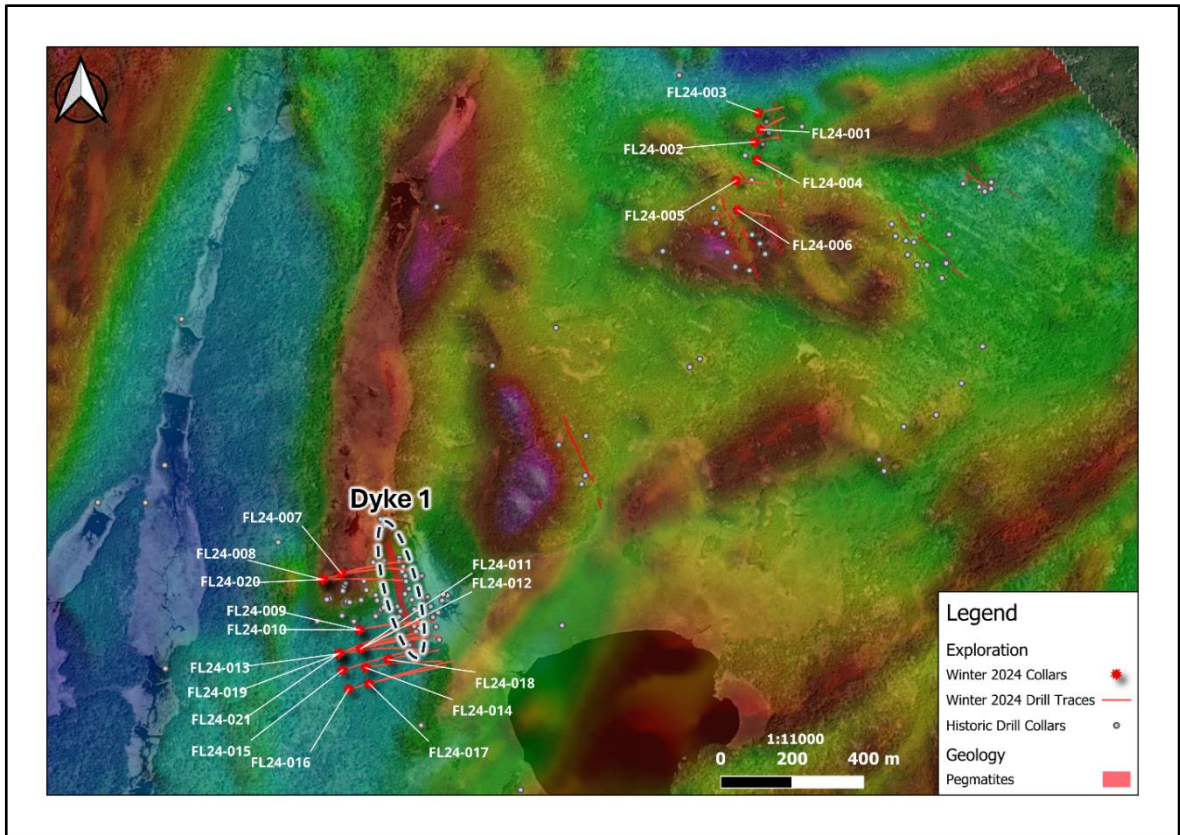 FL24-003
FL24-001
FL24-002
FL24-004
FL24-005
FL24-006
Dyke 1
FL24-007
FL24-008
FL24-011
FL24-020
FL24-012
FL24-009
FL24-010
FL24-013
FL24-019
FL24-018
FL24-021
FL24-014
FL24-015
FL24-016
FL24-017
1:11000
0 200 400 m
Legend
Exploration
Winter 2024 Collars
Winter 2024 Drill Traces
Historic Drill Collars
Geology
Pegmatites